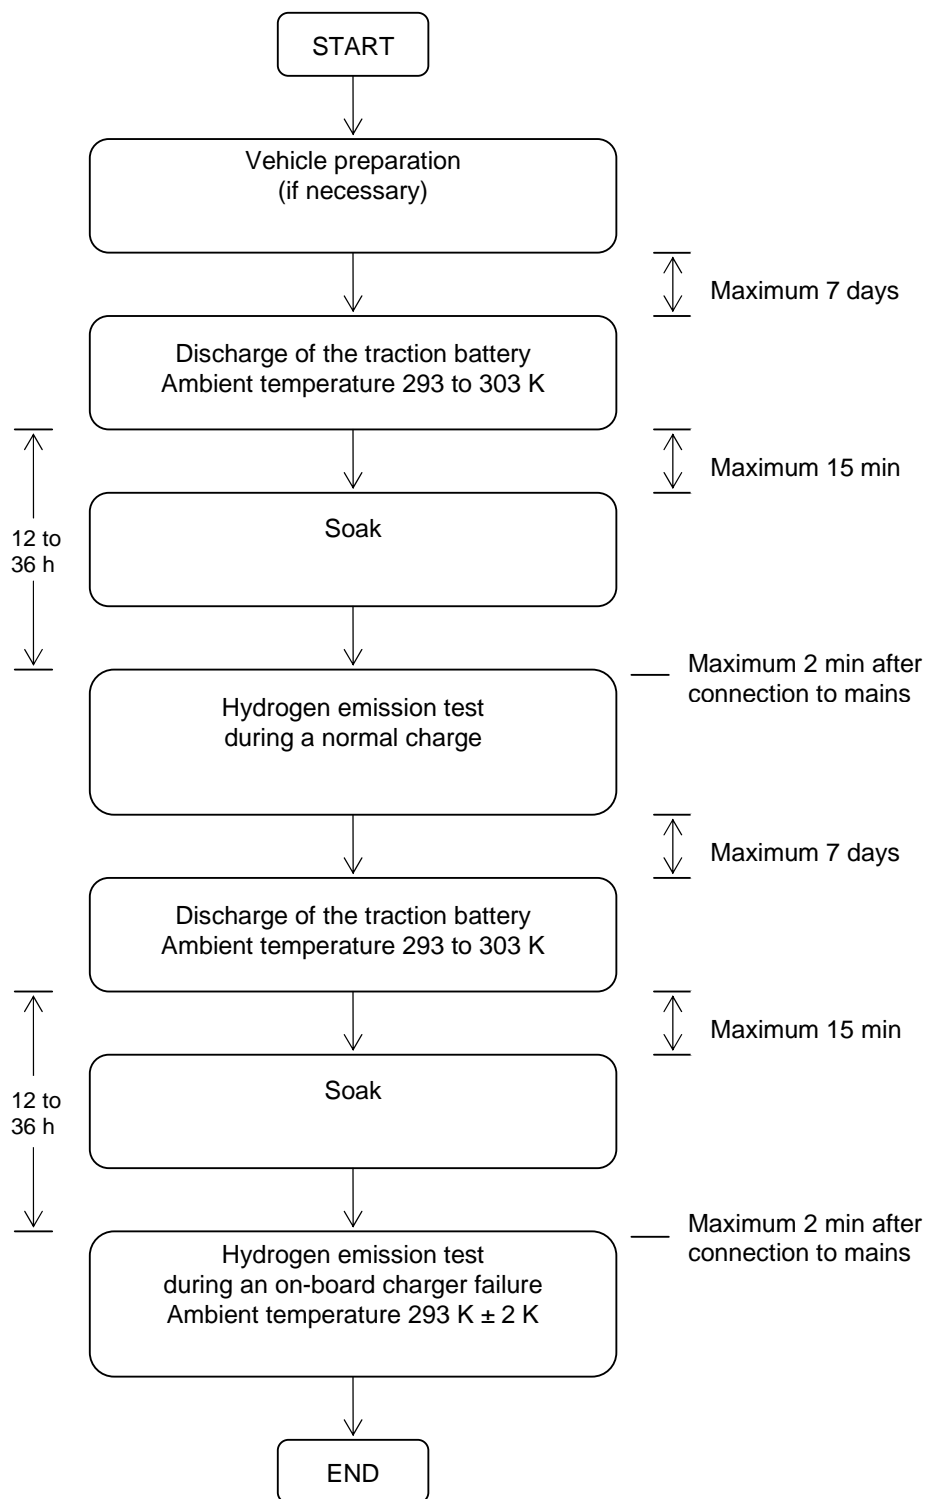 START
Vehicle preparation
(if necessary)
Maximum 7 days
Discharge of the traction battery
Ambient temperature 293 to 303 K
Maximum 15 min
12 to
36 h
Soak
Maximum 2 min after
connection to mains
Hydrogen emission test
during a normal charge
Maximum 7 days
Discharge of the traction battery
Ambient temperature 293 to 303 K
Maximum 15 min
12 to
36 h
Soak
Maximum 2 min after
connection to mains
Hydrogen emission test
during an on-board charger failure
Ambient temperature 293 K ± 2 K
END